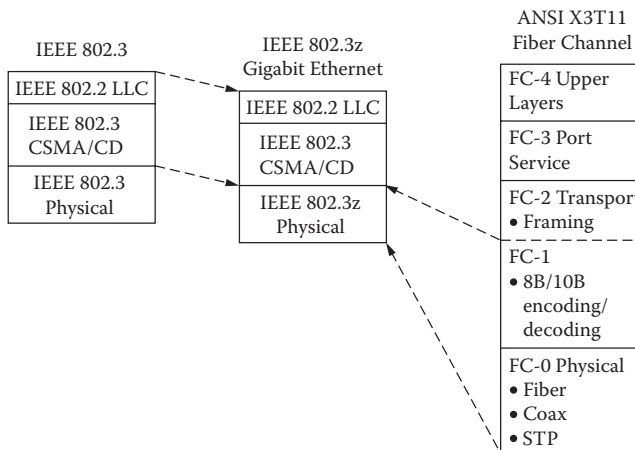 IEEE 802.3
IEEE 802.2 LLC
IEEE 802.3
CSMA/CD
IEEE 802.3
Physical
IEEE 802.3z
Gigabit Ethernet
IEEE 802.2 LLC
IEEE 802.3
CSMA/CD
IEEE 802.3z
Physical
ANSI X3T11
Fiber Channel
FC-4 Upper
Layers
FC-3 Port
Service
FC-2 Transport
• Framing
FC-1
• 8B/10B
encoding/
decoding
FC-0 Physical
• Fiber
• Coax
• STP